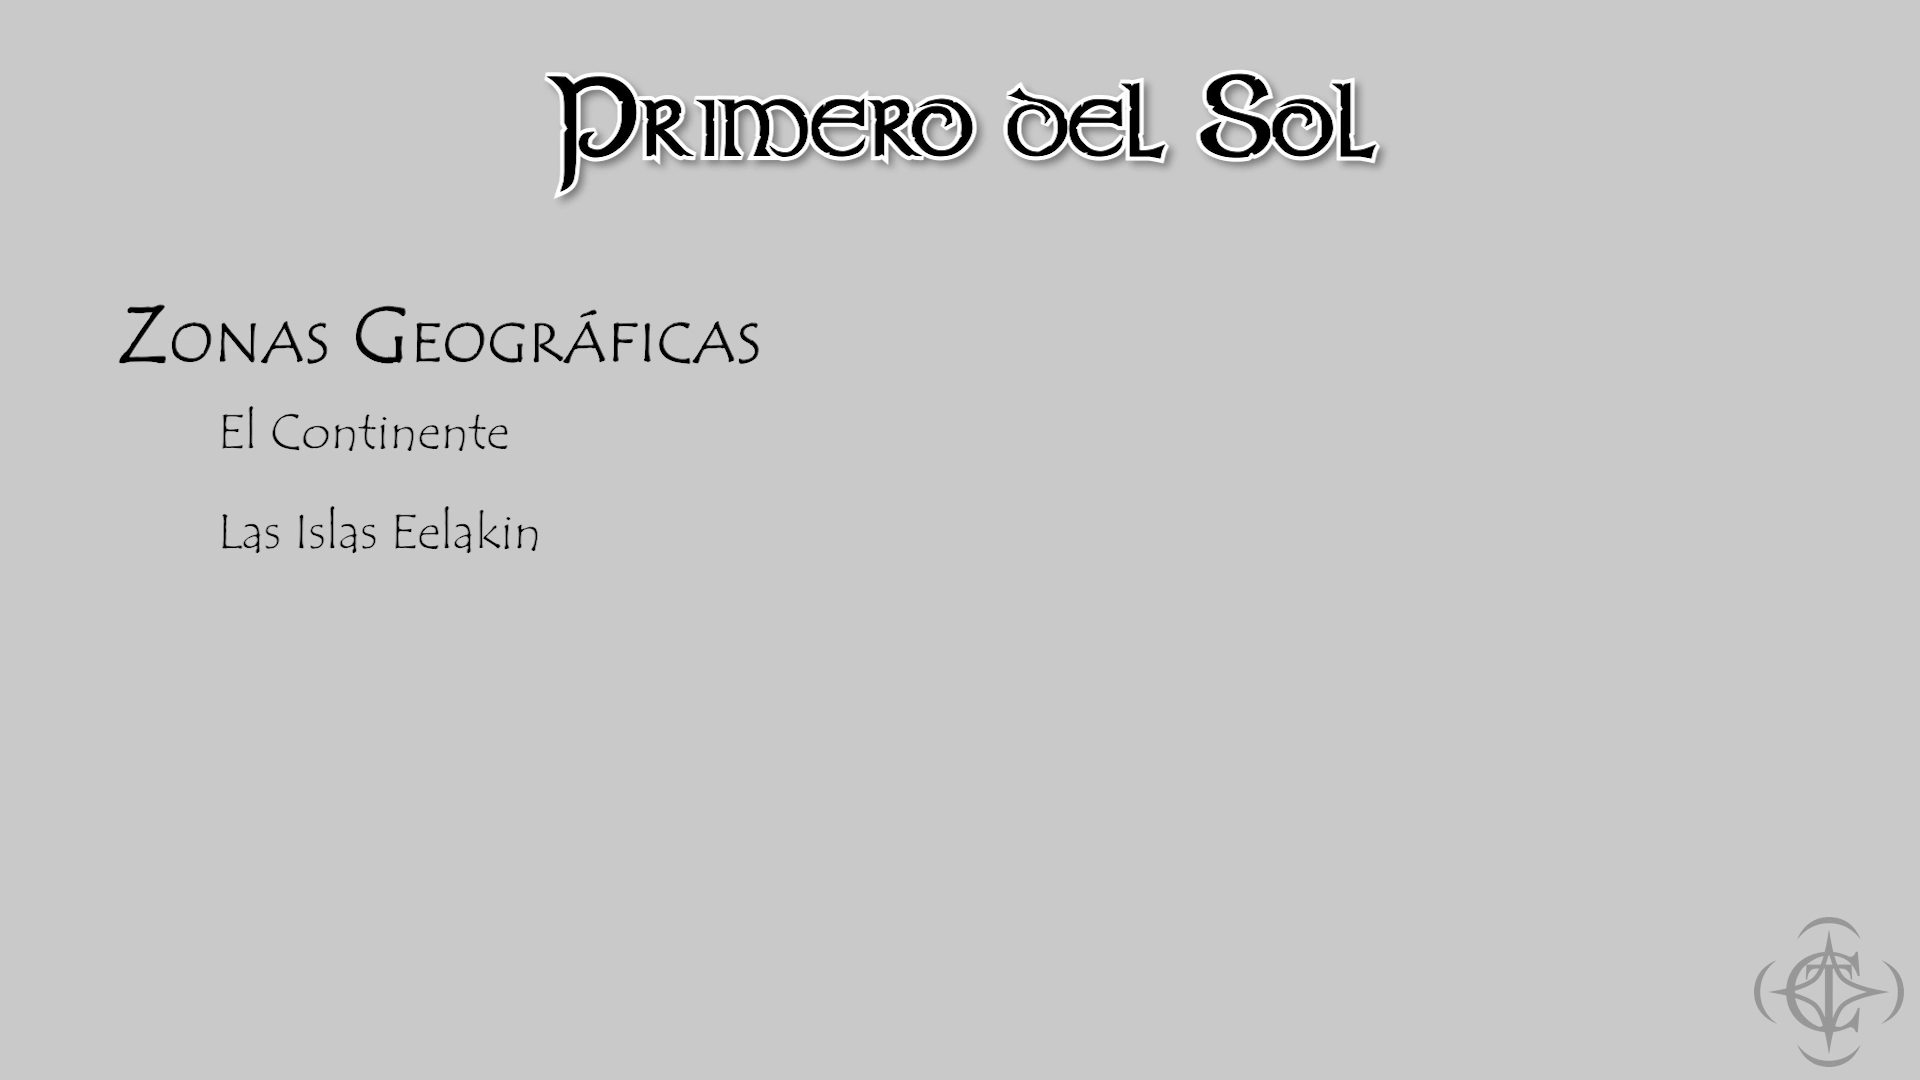 Primero del Sol
Zonas Geográficas
El Continente
Las Islas Eelakin